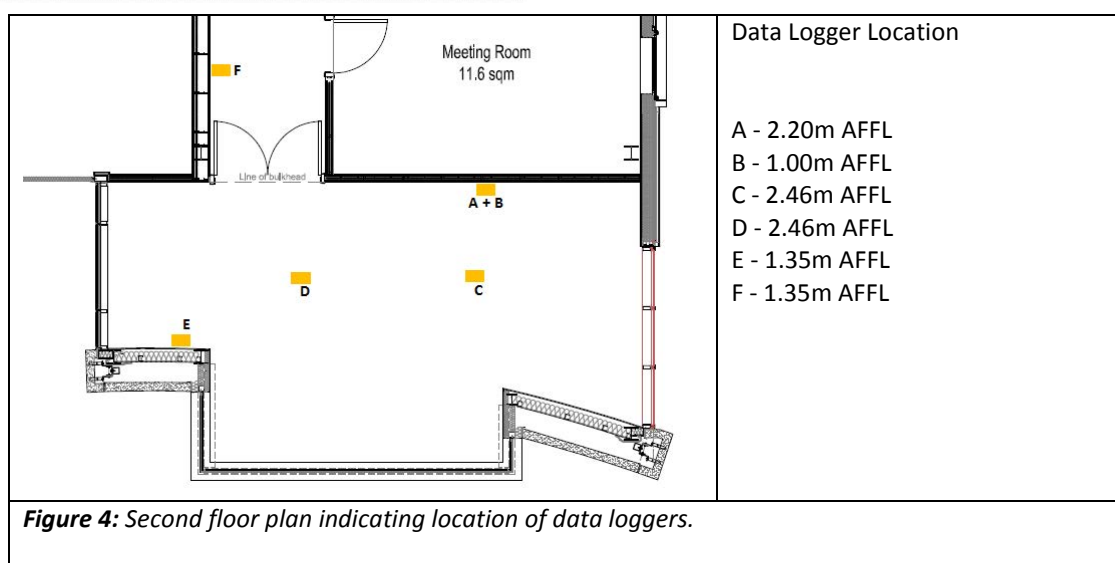 Meeting Room
11.6 sqm
F
Line of bulkhead
A + B
D
C
E
Data Logger Location
A - 2.20m AFFL
B - 1.00m AFFL
C - 2.46m AFFL
D - 2.46m AFFL
E - 1.35m AFFL
F - 1.35m AFFL
Figure 4: Second floor plan indicating location of data loggers.